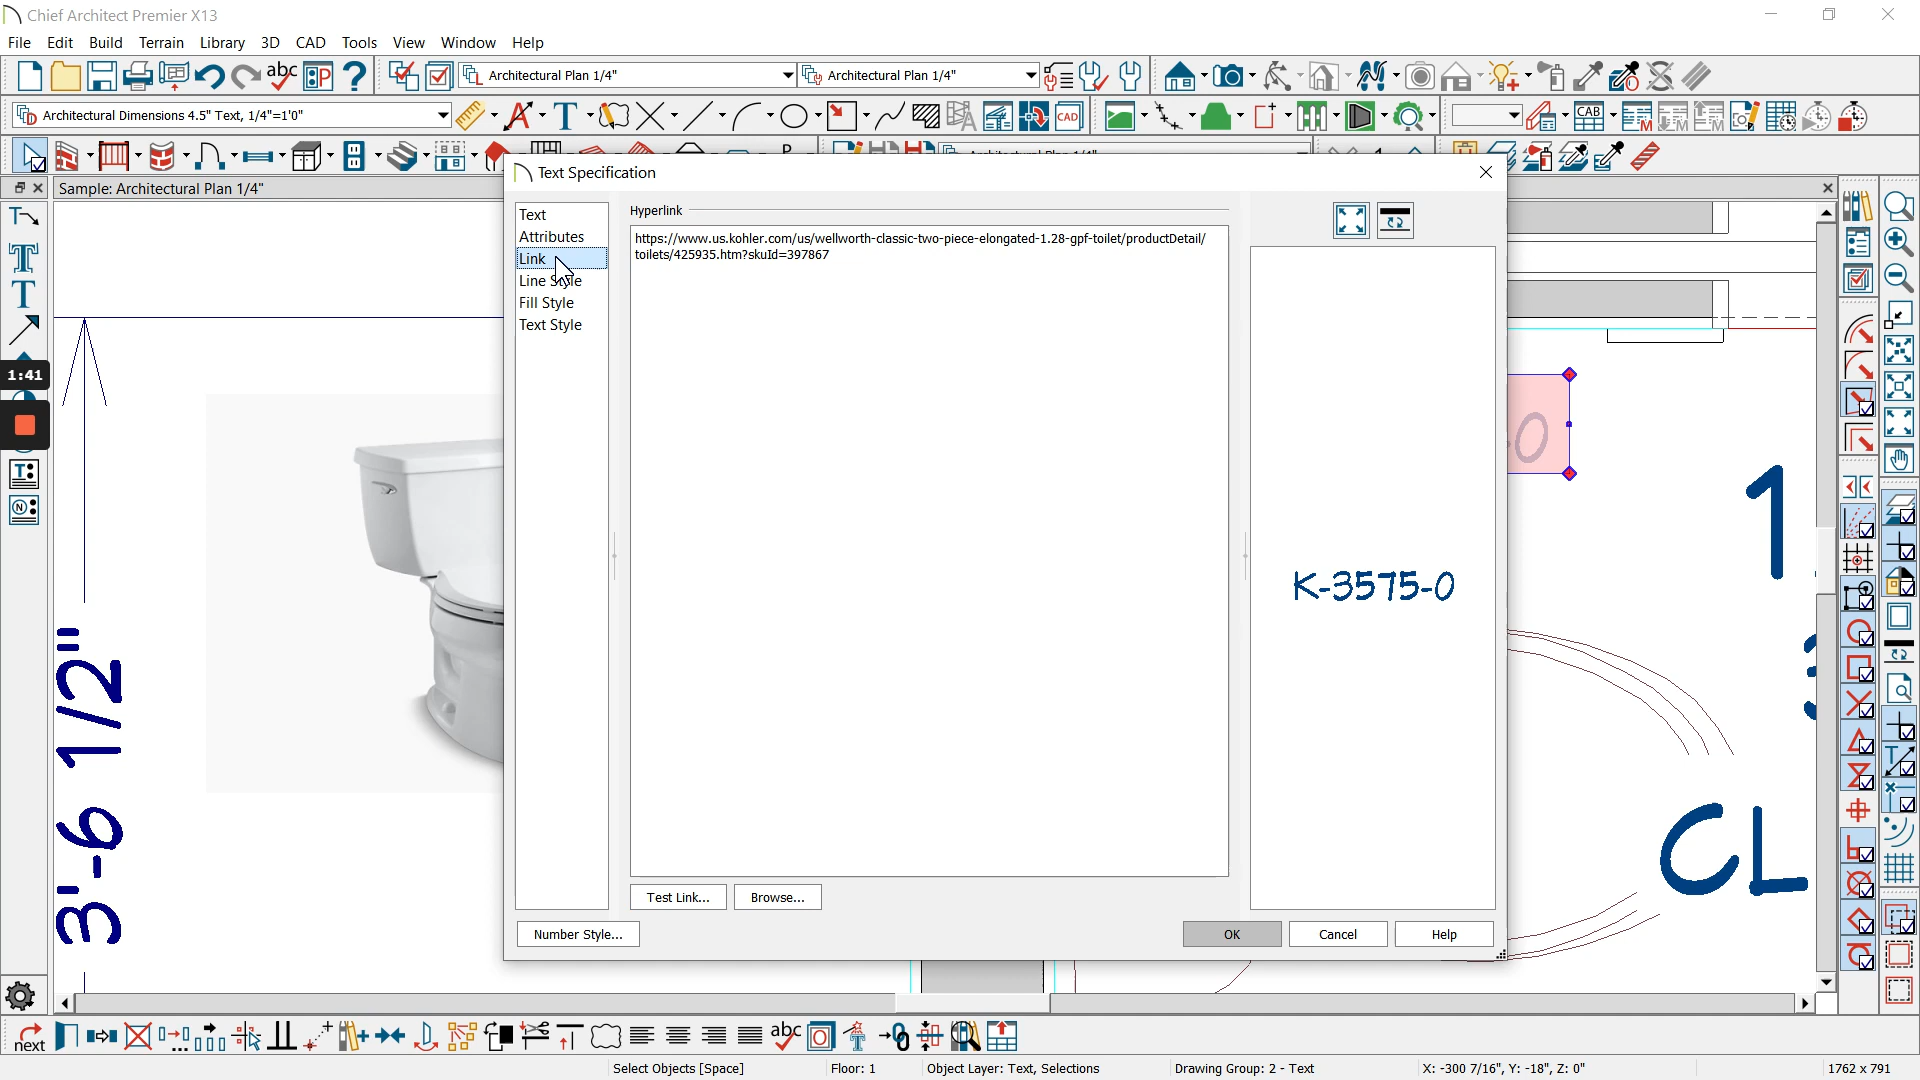 Chief Architect Premier X13
File Edit Build Terrain Library 3D CAD Tools View Window Help
abc Architectural Plan 1/4" Architectural Plan 1/4"
Architectural Dimensions 4.5" Text, 1/4"=1'0"
CAD CAB
Sample: Architectural Plan 1/4"
Text Specification
Text
Attributes
Link
Line Style
Fill Style
Text Style
Hyperlink
https://www.us.kohler.com/us/wellworth-classic-two-piece-elongated-1.28-gpf-toilet/productDetail/
toilets/425935.htm?skuId=397867
1:41
3'-6 1/2"
K-3575-0
1
CL
Test Link... Browse...
Number Style... OK Cancel Help
next abc
Select Objects [Space] Floor: 1 Object Layer: Text, Selections Drawing Group: 2 - Text X: -300 7/16", Y: -18", Z: 0" 1762 x 791